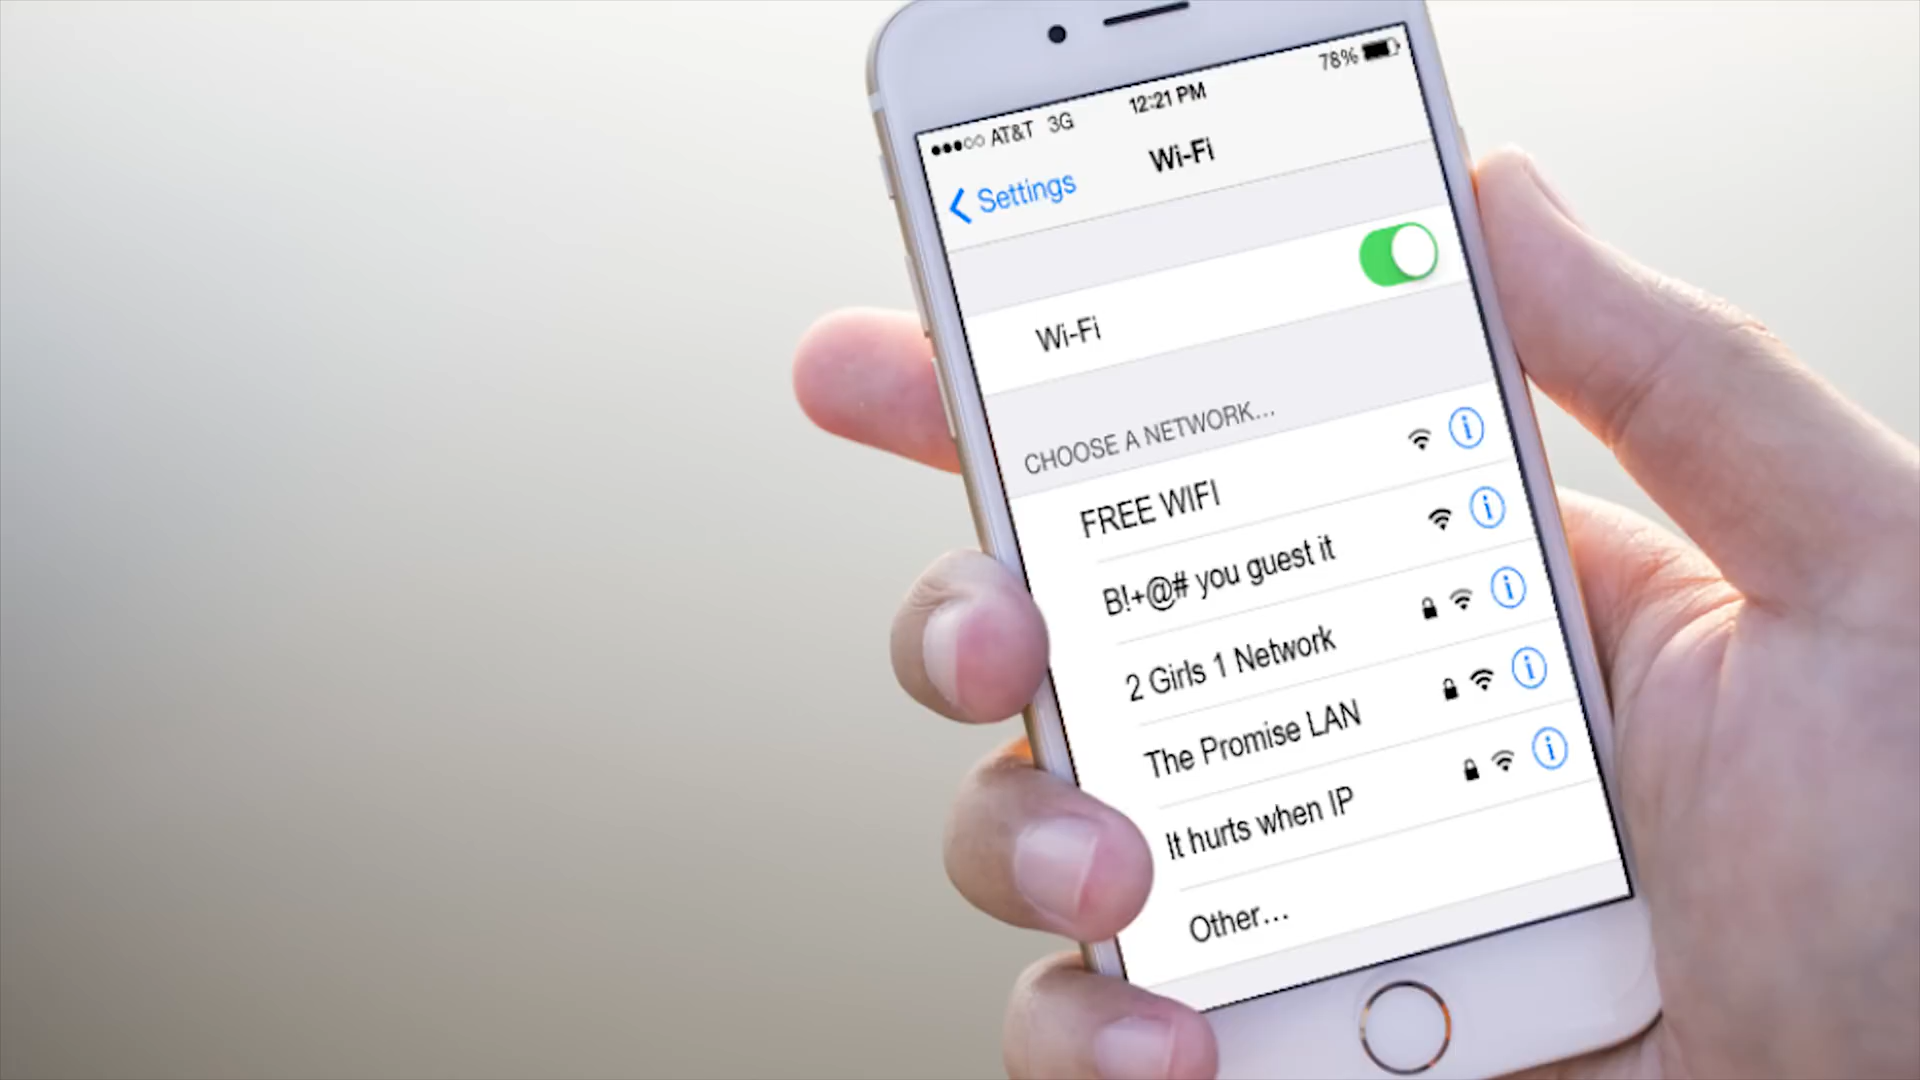 AT&T 3G 12:21 PM 78%
Settings Wi-Fi
Wi-Fi
CHOOSE A NETWORK...
FREE WIFI
B!+@# you guest it
2 Girls 1 Network
The Promise LAN
It hurts when IP
Other...